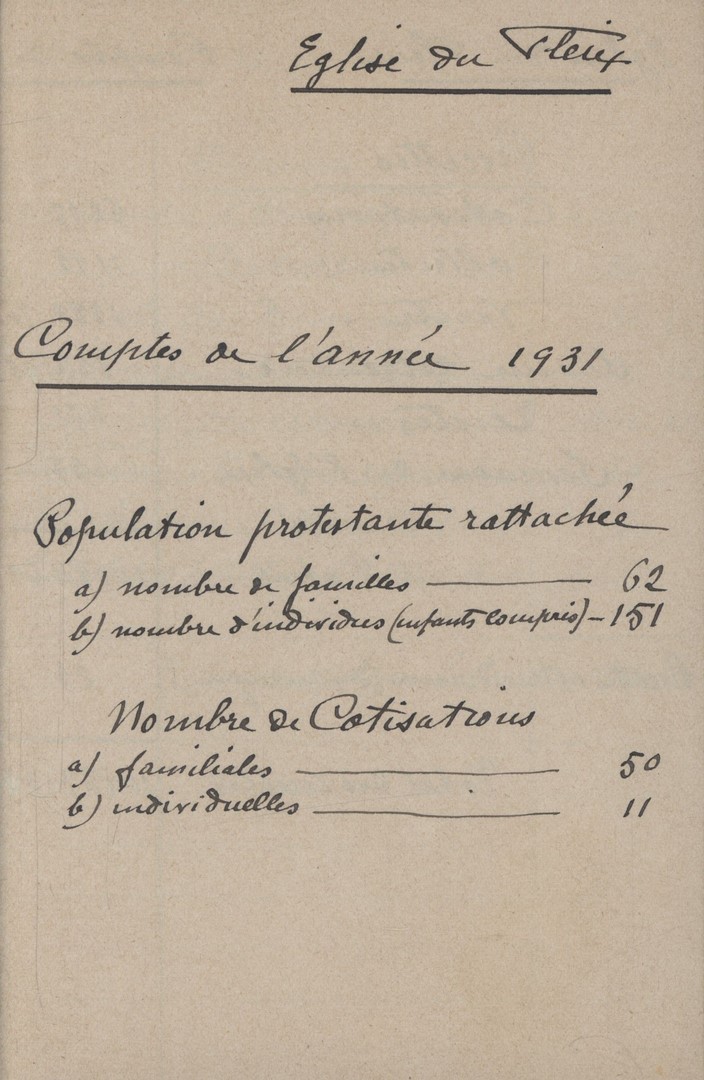 Eglise du Fleix
Comptes de l'année 1931
Population protestante rattachée
a) nombre de familles — 62
b) nombre d'individus (enfants compris) — 151
Nombre de Cotisations
a) familiales — 50
b) individuelles — 11